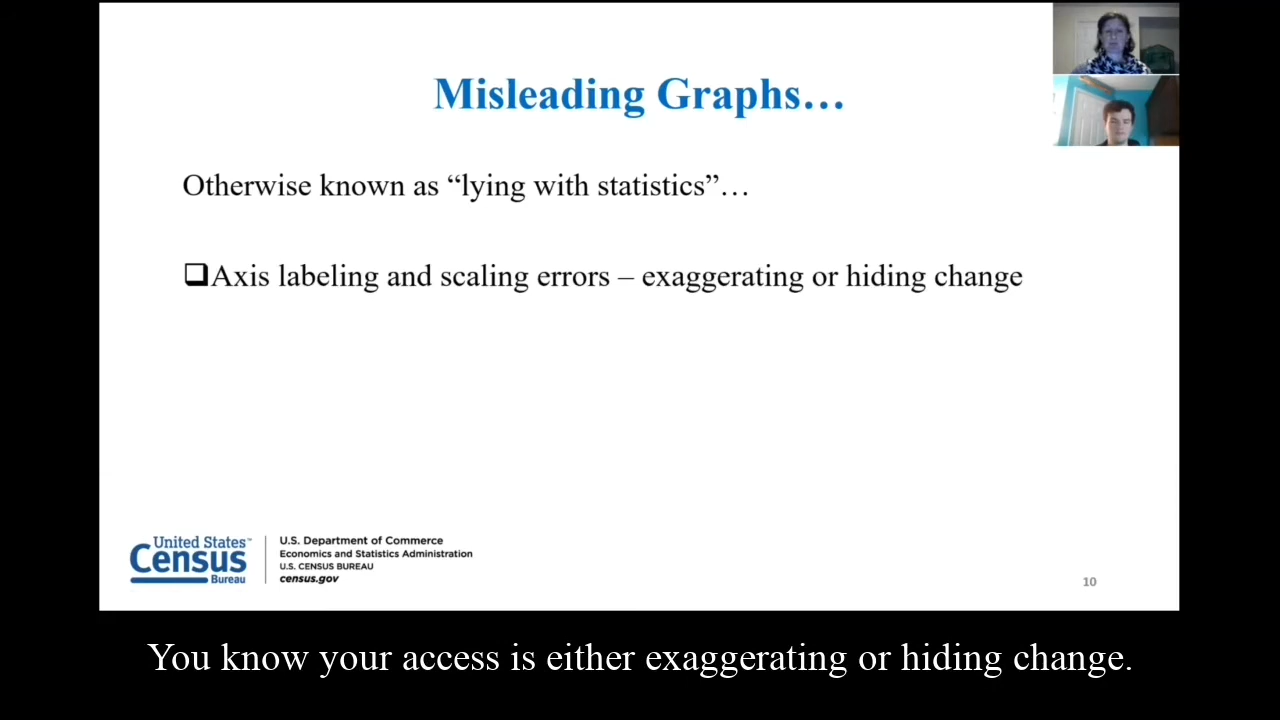 Misleading Graphs…
Otherwise known as “lying with statistics”…
❑Axis labeling and scaling errors – exaggerating or hiding change
United States™
Census
Bureau
U.S. Department of Commerce
Economics and Statistics Administration
U.S. CENSUS BUREAU
census.gov
10
You know your access is either exaggerating or hiding change.